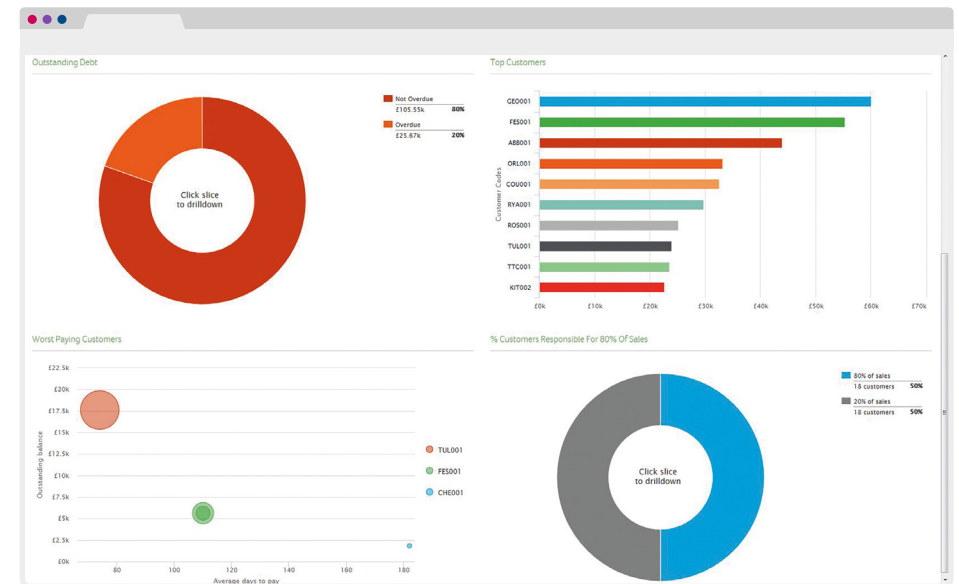 Outstanding Debt
Not Overdue
£105.55k 80%
Overdue
£25.67k 20%
Click slice
to drilldown
Top Customers
Customer Codes
GEO001
FES001
ABB001
ORL001
COU001
RYA001
ROS001
TUL001
TTC001
KIT002
£0k £10k £20k £30k £40k £50k £60k £70k
Worst Paying Customers
Outstanding balance
£22.5k
£20k
£17.5k
£15k
£12.5k
£10k
£7.5k
£5k
£2.5k
£0k
80 100 120 140 160 180
Average days to pay
TUL001
FES001
CHE001
% Customers Responsible For 80% Of Sales
80% of sales
18 customers 50%
20% of sales
18 customers 50%
Click slice
to drilldown